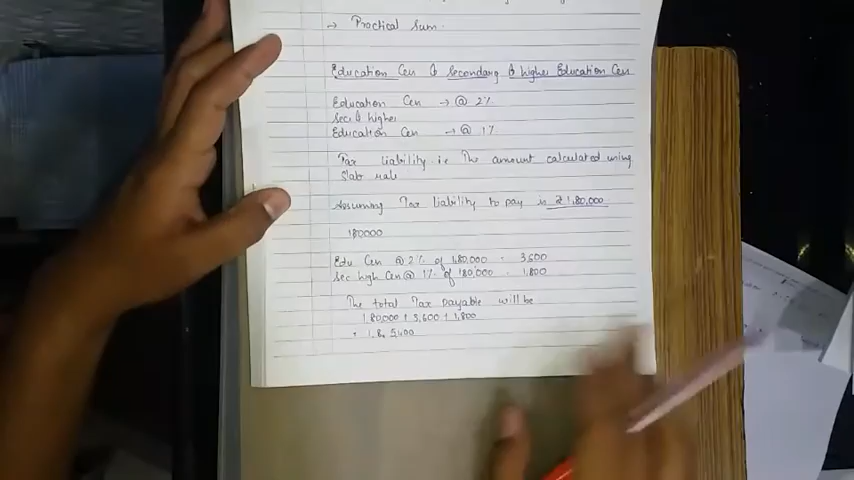 → Practical Sum.
Education Cess & Secondary & higher Education Cess
Education Cess → @ 2%
Sec & higher
Education Cess → @ 1%
Tax liability i.e The amount calculated using
Slab rate
Assuming Tax liability to pay is ₹ 1,80,000
180000
Edu Cess @ 2% of 1,80,000 = 3,600
Sec high Cess @ 1% of 180,000 = 1,800
The total Tax payable will be
1,80,000 + 3,600 + 1,800
= 1,85,400